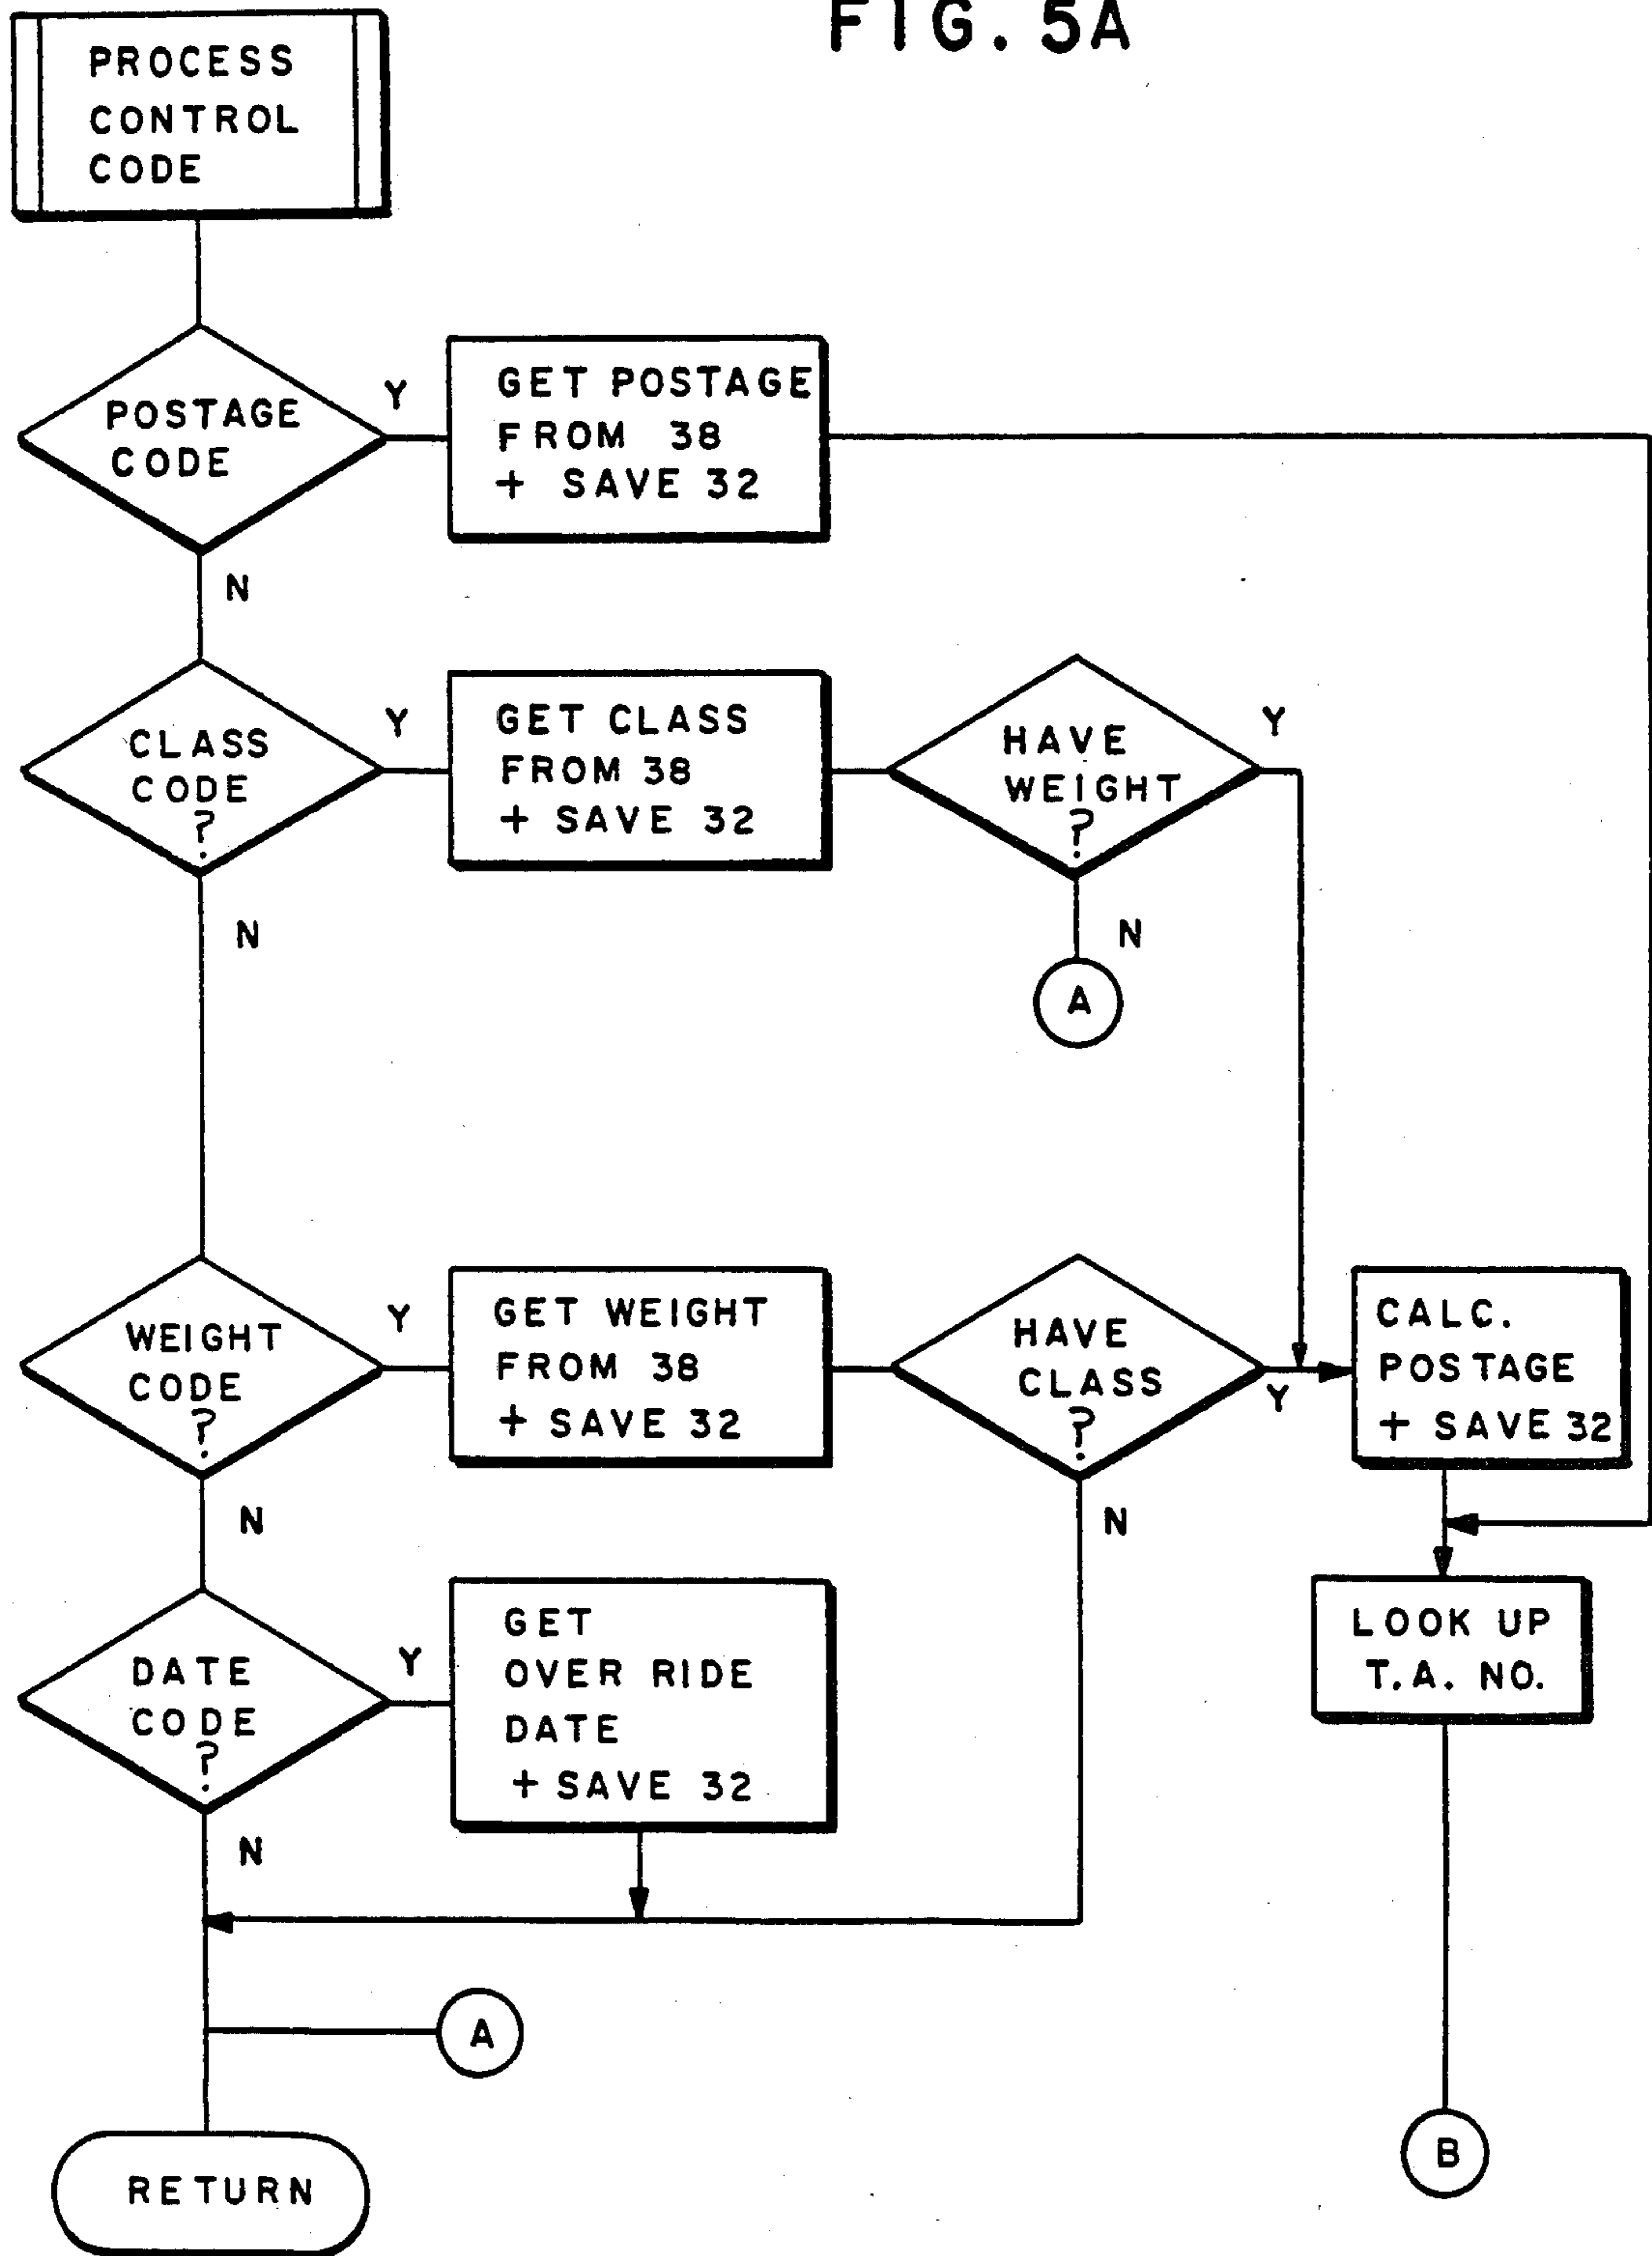 FIG. 5A
PROCESS
CONTROL
CODE
POSTAGE
CODE
Y
GET POSTAGE
FROM 38
+ SAVE 32
N
CLASS
CODE
?
Y
GET CLASS
FROM 38
+ SAVE 32
HAVE
WEIGHT
?
Y
N
N
A
WEIGHT
CODE
?
Y
GET WEIGHT
FROM 38
+ SAVE 32
HAVE
CLASS
?
Y
CALC.
POSTAGE
+ SAVE 32
N
N
DATE
CODE
?
Y
GET
OVER RIDE
DATE
+ SAVE 32
LOOK UP
T.A. NO.
N
A
B
RETURN